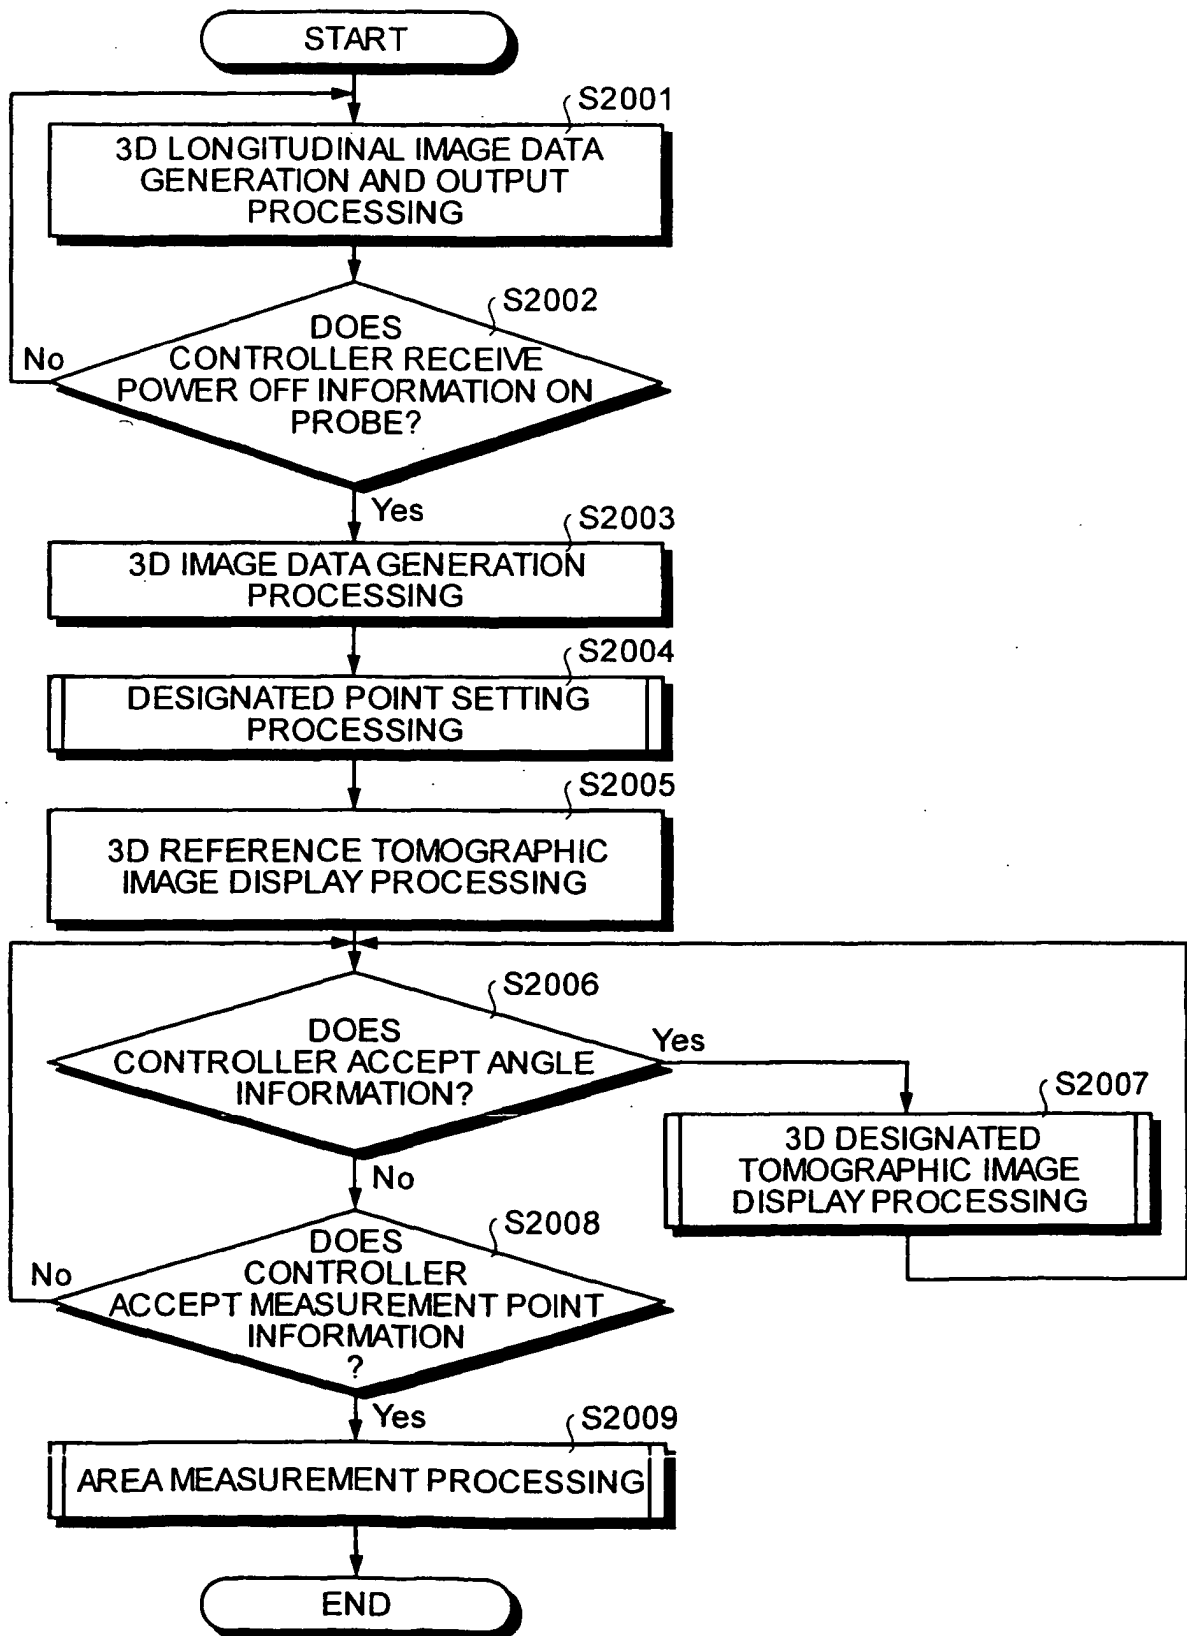 START
S2001
3D LONGITUDINAL IMAGE DATA
GENERATION AND OUTPUT
PROCESSING
S2002
DOES
CONTROLLER RECEIVE
POWER OFF INFORMATION ON
PROBE?
No
Yes
S2003
3D IMAGE DATA GENERATION
PROCESSING
S2004
DESIGNATED POINT SETTING
PROCESSING
S2005
3D REFERENCE TOMOGRAPHIC
IMAGE DISPLAY PROCESSING
S2006
DOES
CONTROLLER ACCEPT ANGLE
INFORMATION?
Yes
No
S2007
3D DESIGNATED
TOMOGRAPHIC IMAGE
DISPLAY PROCESSING
S2008
DOES
CONTROLLER
ACCEPT MEASUREMENT POINT
INFORMATION
?
No
Yes
S2009
AREA MEASUREMENT PROCESSING
END